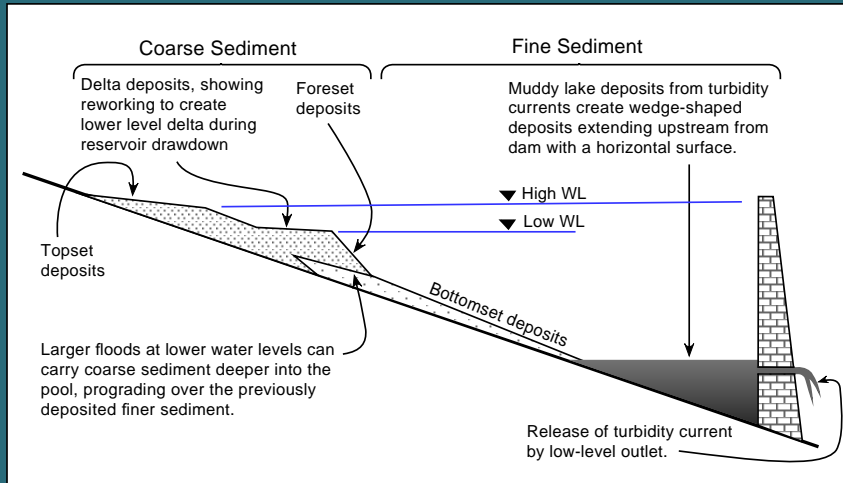 Coarse Sediment
Fine Sediment
Delta deposits, showing
reworking to create
lower level delta during
reservoir drawdown
Foreset
deposits
Muddy lake deposits from turbidity
currents create wedge-shaped
deposits extending upstream from
dam with a horizontal surface.
High WL
Low WL
Topset
deposits
Bottomset deposits
Larger floods at lower water levels can
carry coarse sediment deeper into the
pool, prograding over the previously
deposited finer sediment.
Release of turbidity current
by low-level outlet.